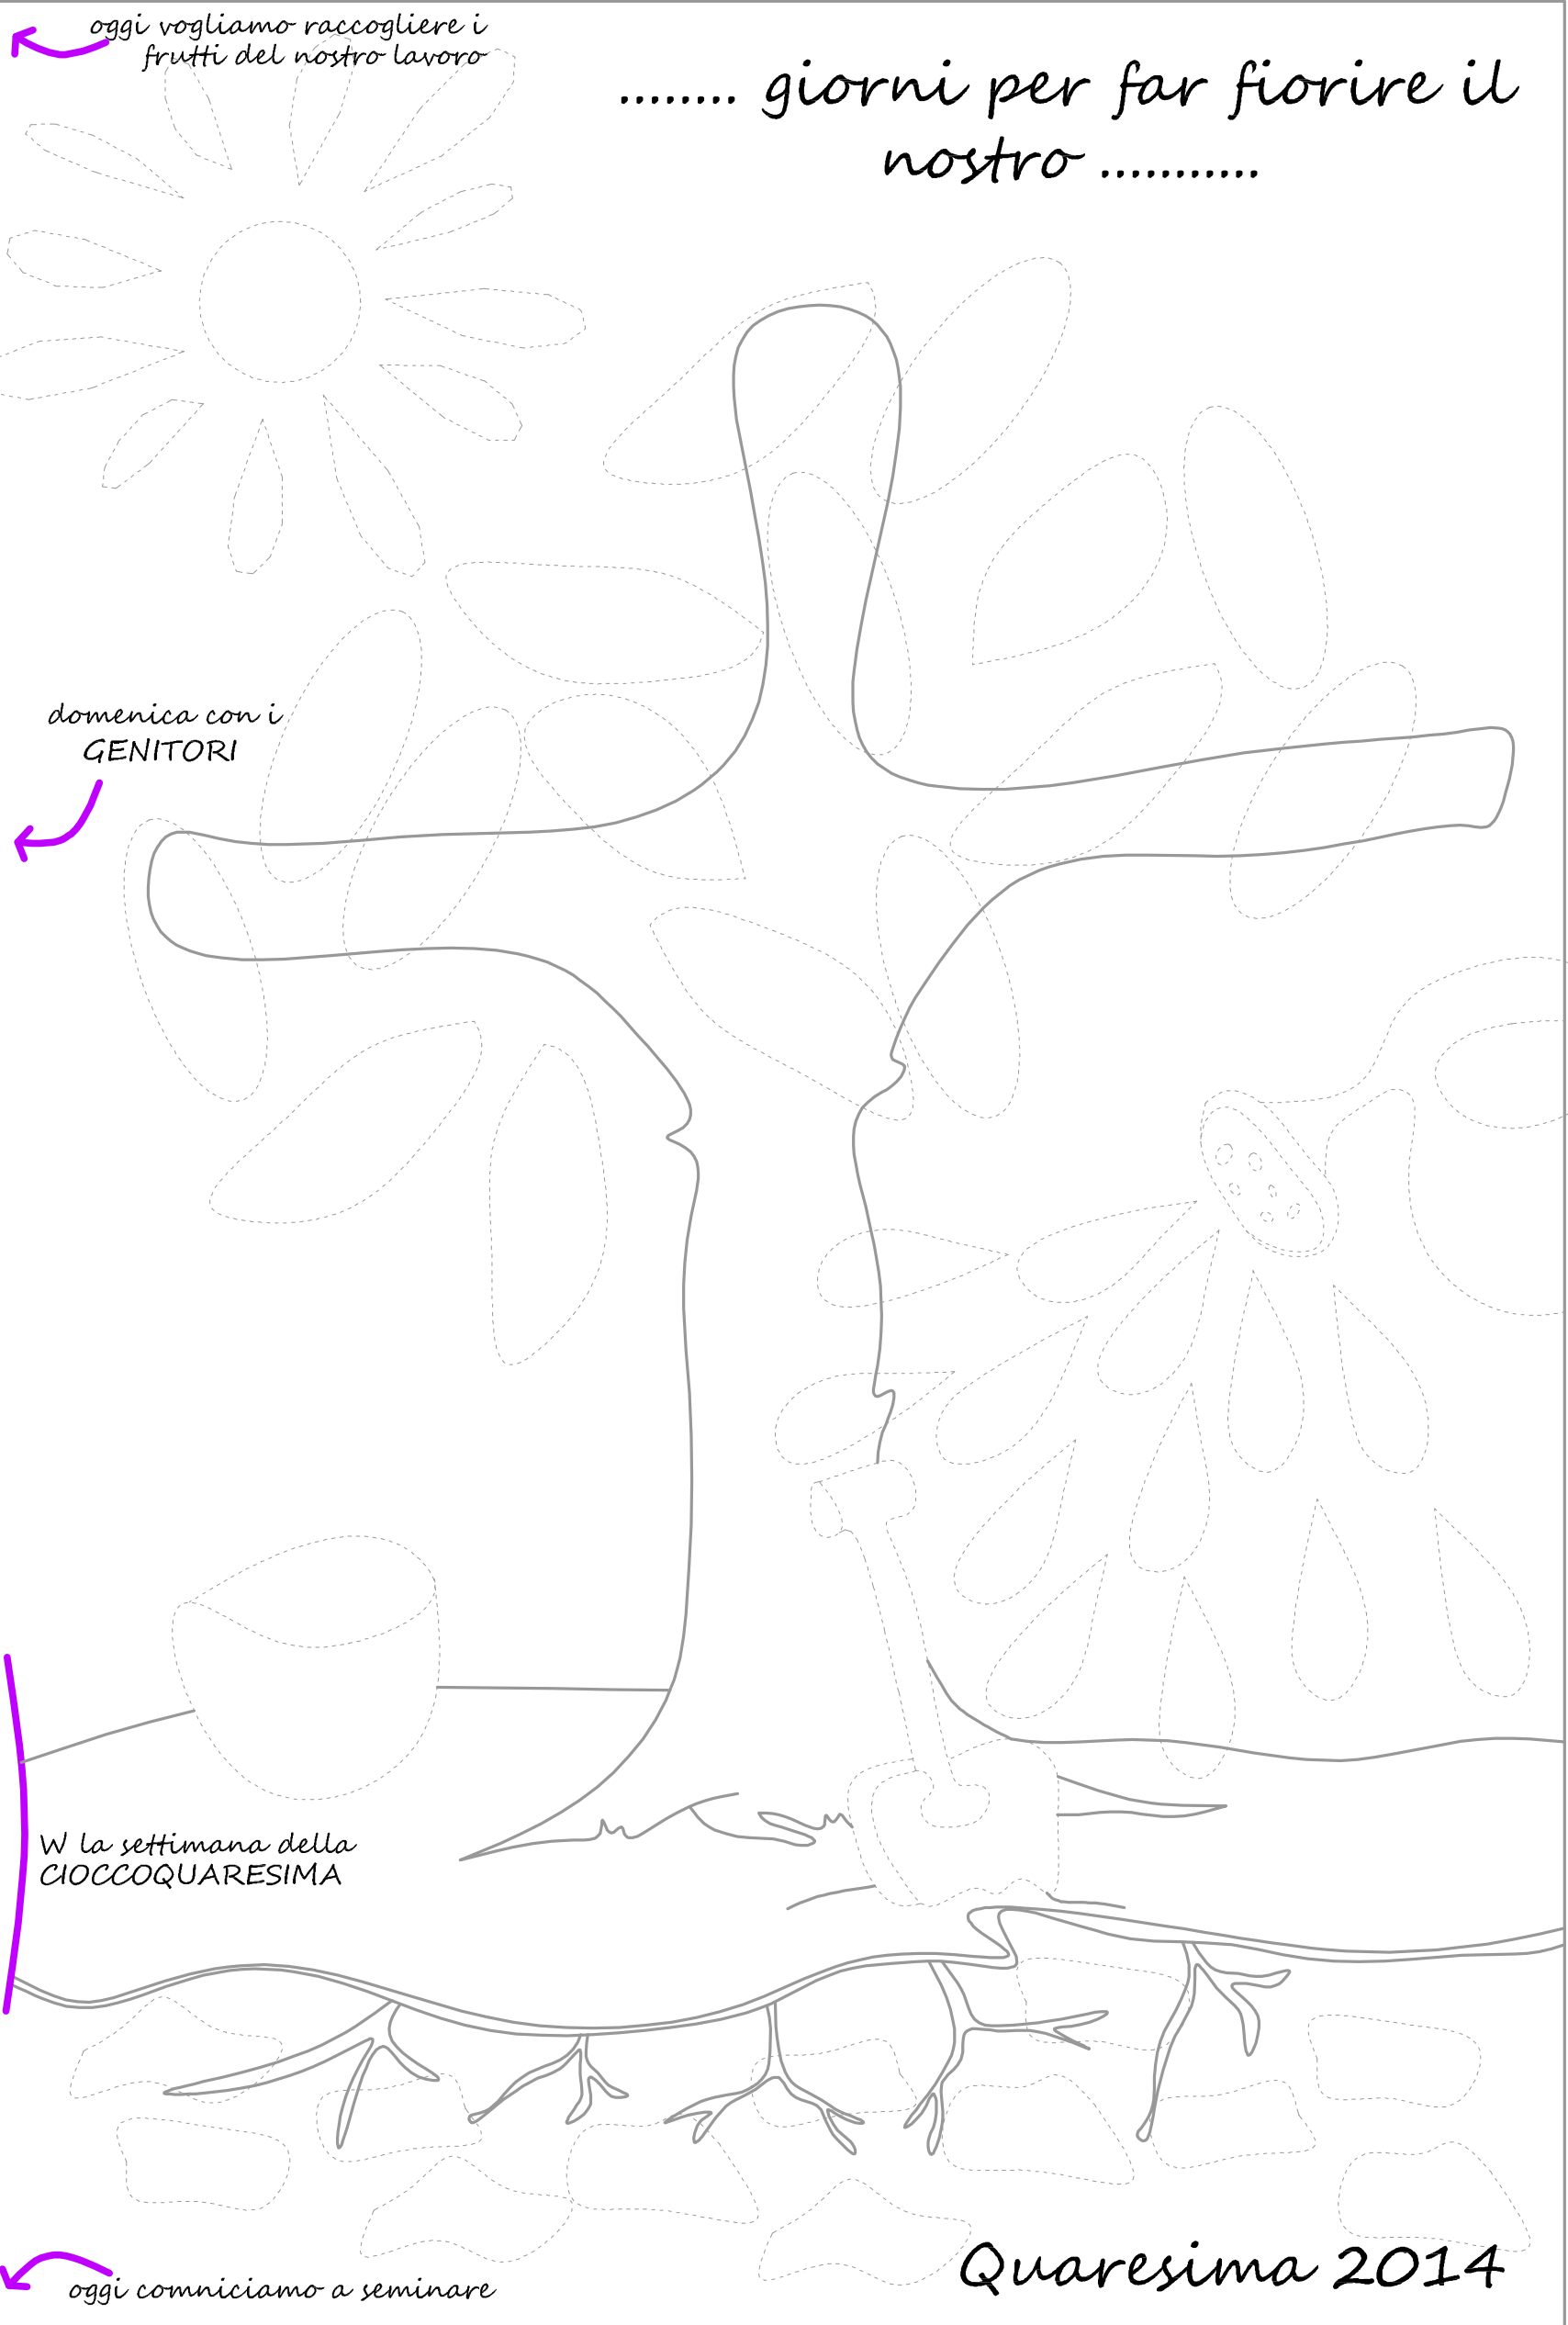 oggi vogliamo raccogliere i
frutti del nostro lavoro
........ giorni per far fiorire il
nostro ...........
domenica con i
GENITORI
W la settimana della
CIOCCOQUARESIMA
oggi comniciamo a seminare
Quaresima 2014